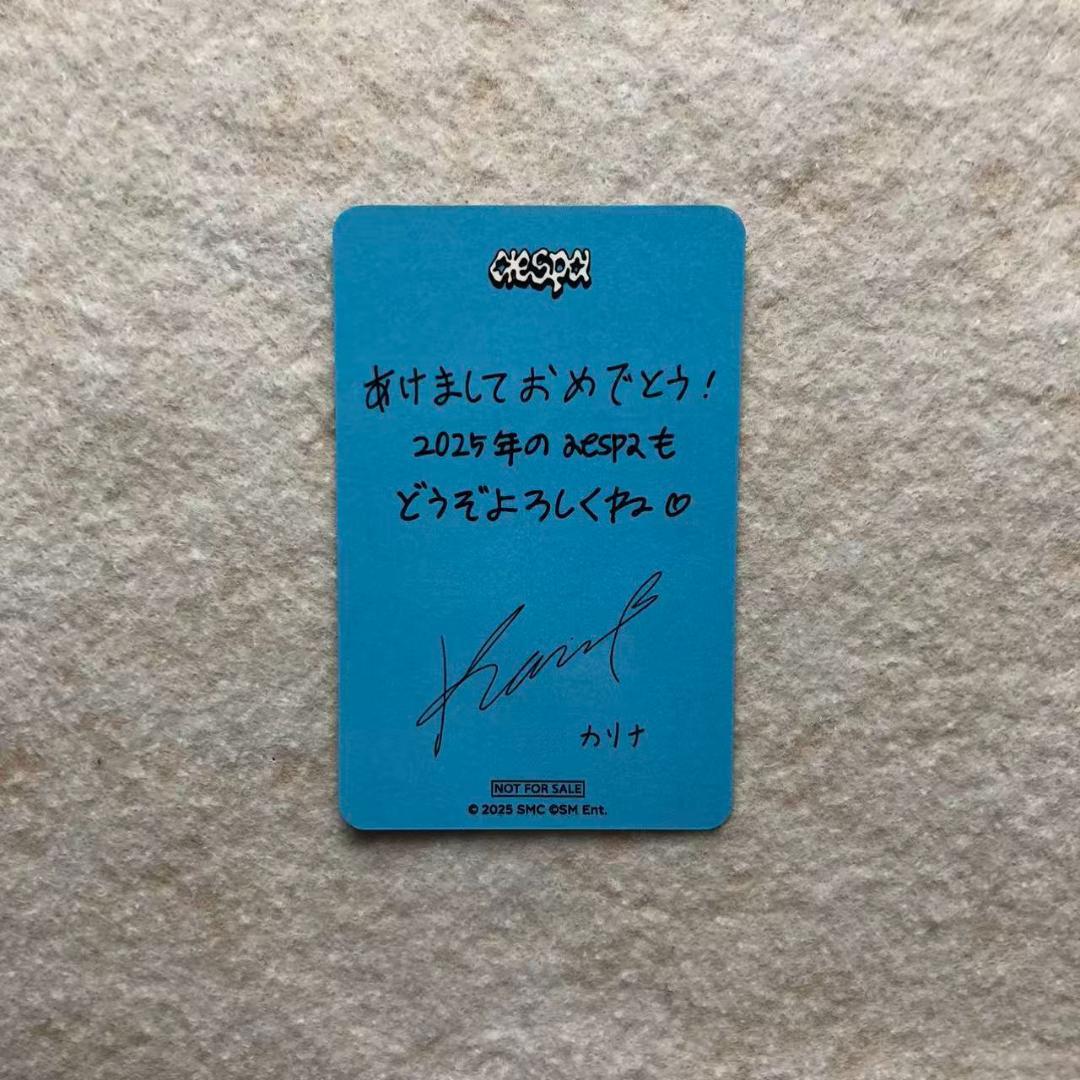 aespa
あけましておめでとう!
2025年のaespaも
どうぞよろしくね♡
Karina
カリナ
NOT FOR SALE
© 2025 SMC ©SM Ent.